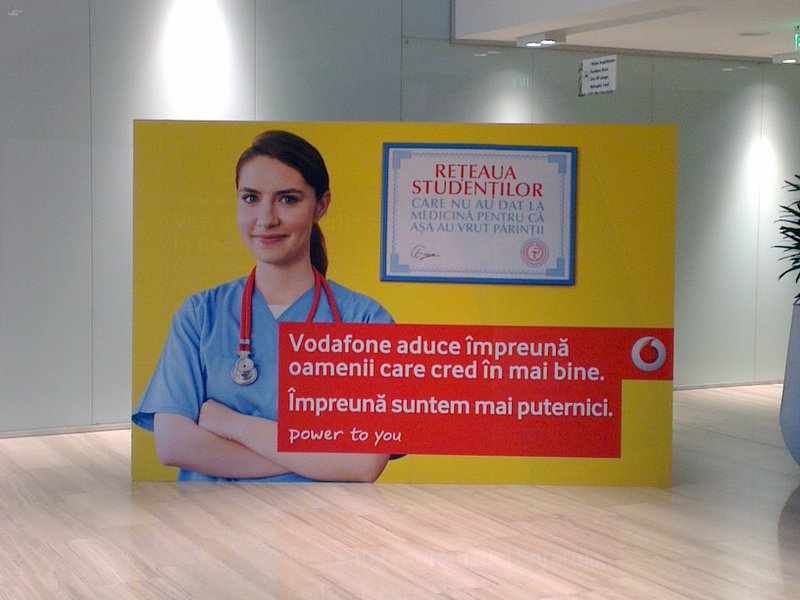 REȚEAUA
STUDENȚILOR
CARE NU AU DAT LA
MEDICINĂ PENTRU CĂ
AȘA AU VRUT PĂRINȚII
Vodafone aduce împreună
oamenii care cred în mai bine.
Împreună suntem mai puternici.
power to you